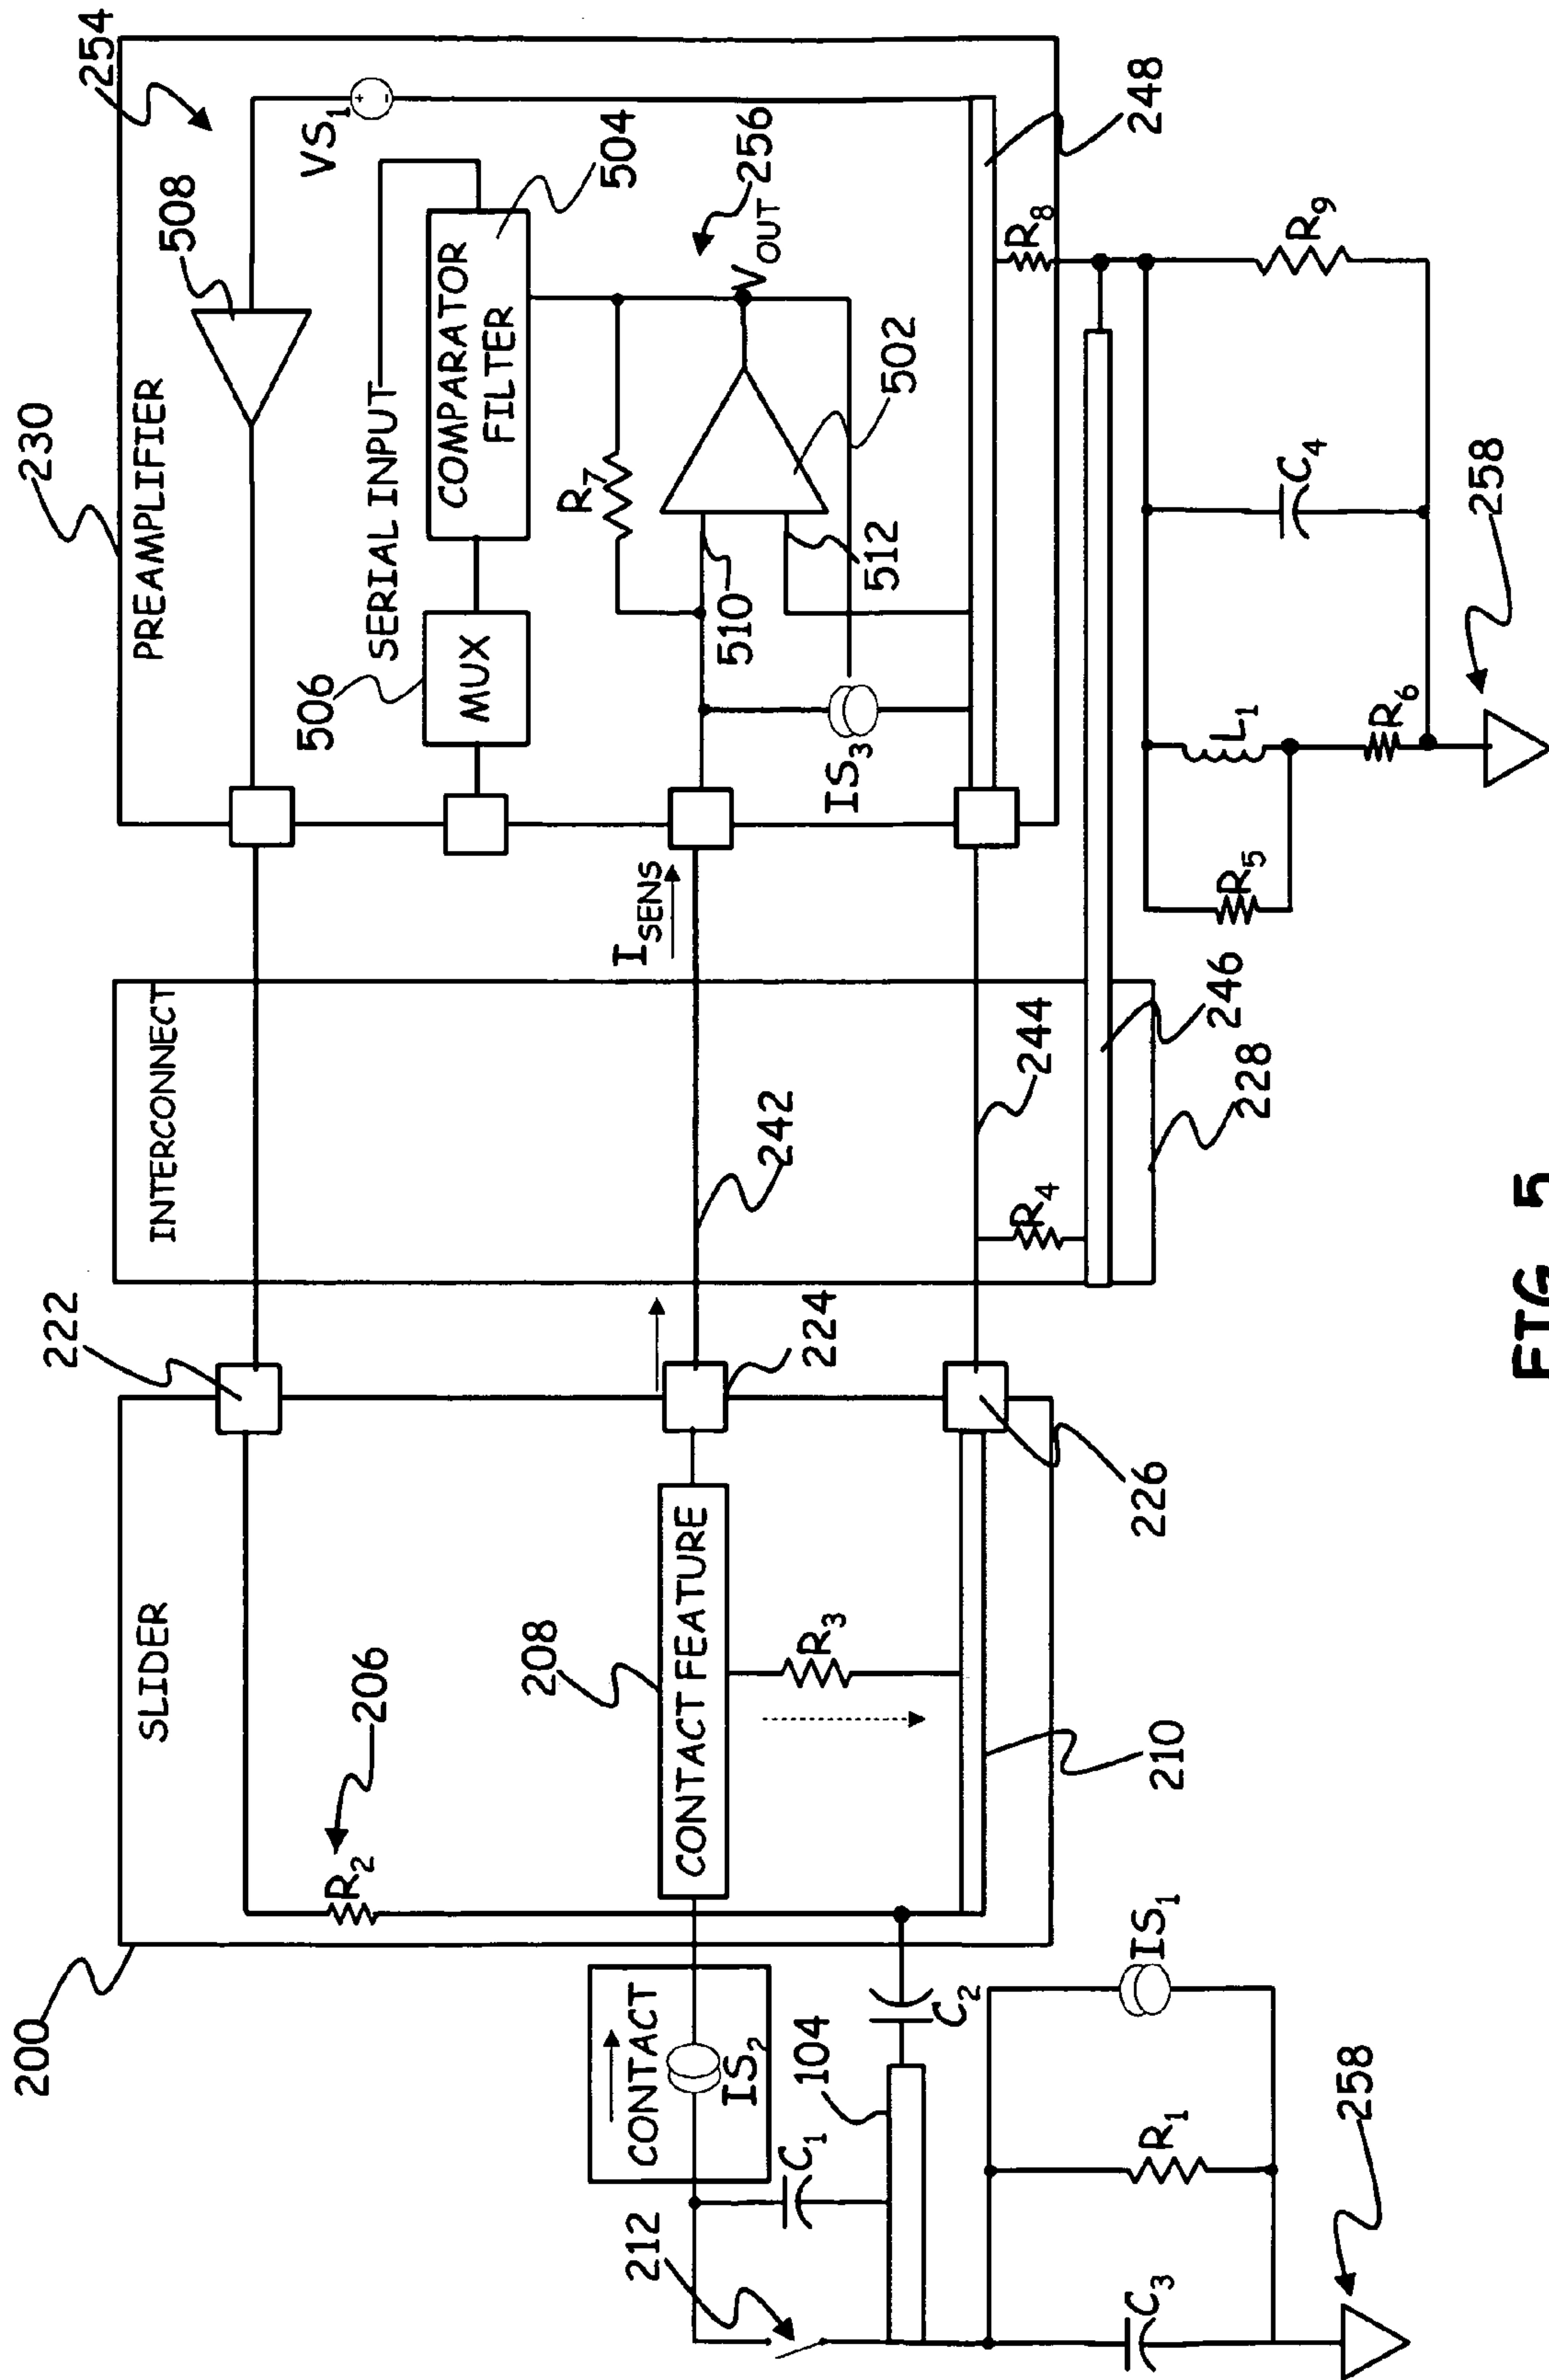 200
SLIDER
222
INTERCONNECT
230
PREAMPLIFIER
508
254
VS1
R2
206
506
SERIAL INPUT
MUX
COMPARATOR
FILTER
504
CONTACT
IS2
208
CONTACT FEATURE
224
242
ISENS
510
R7
512
502
VOUT
256
212
C1
104
C2
R3
IS3
210
226
244
R4
246
228
248
R8
C3
R1
IS1
258
R5
L1
R6
C4
R9
258
FIG. 5